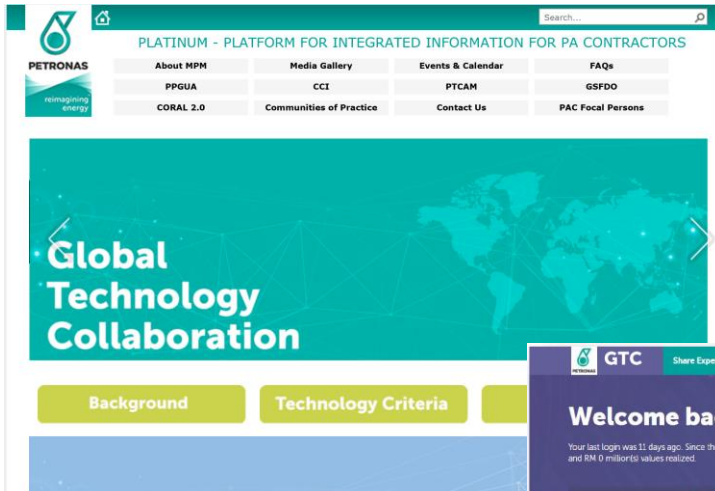 Search...
PLATINUM - PLATFORM FOR INTEGRATED INFORMATION FOR PA CONTRACTORS
PETRONAS
reimagining
energy
About MPM Media Gallery Events & Calendar FAQs
PPGUA CCI PTCAM GSFDO
CORAL 2.0 Communities of Practice Contact Us PAC Focal Persons
Global
Technology
Collaboration
Background Technology Criteria
PETRONAS GTC Share Expe
Welcome ba
Your last login was 11 days ago. Since th
and RM 0 million(s) values realized.